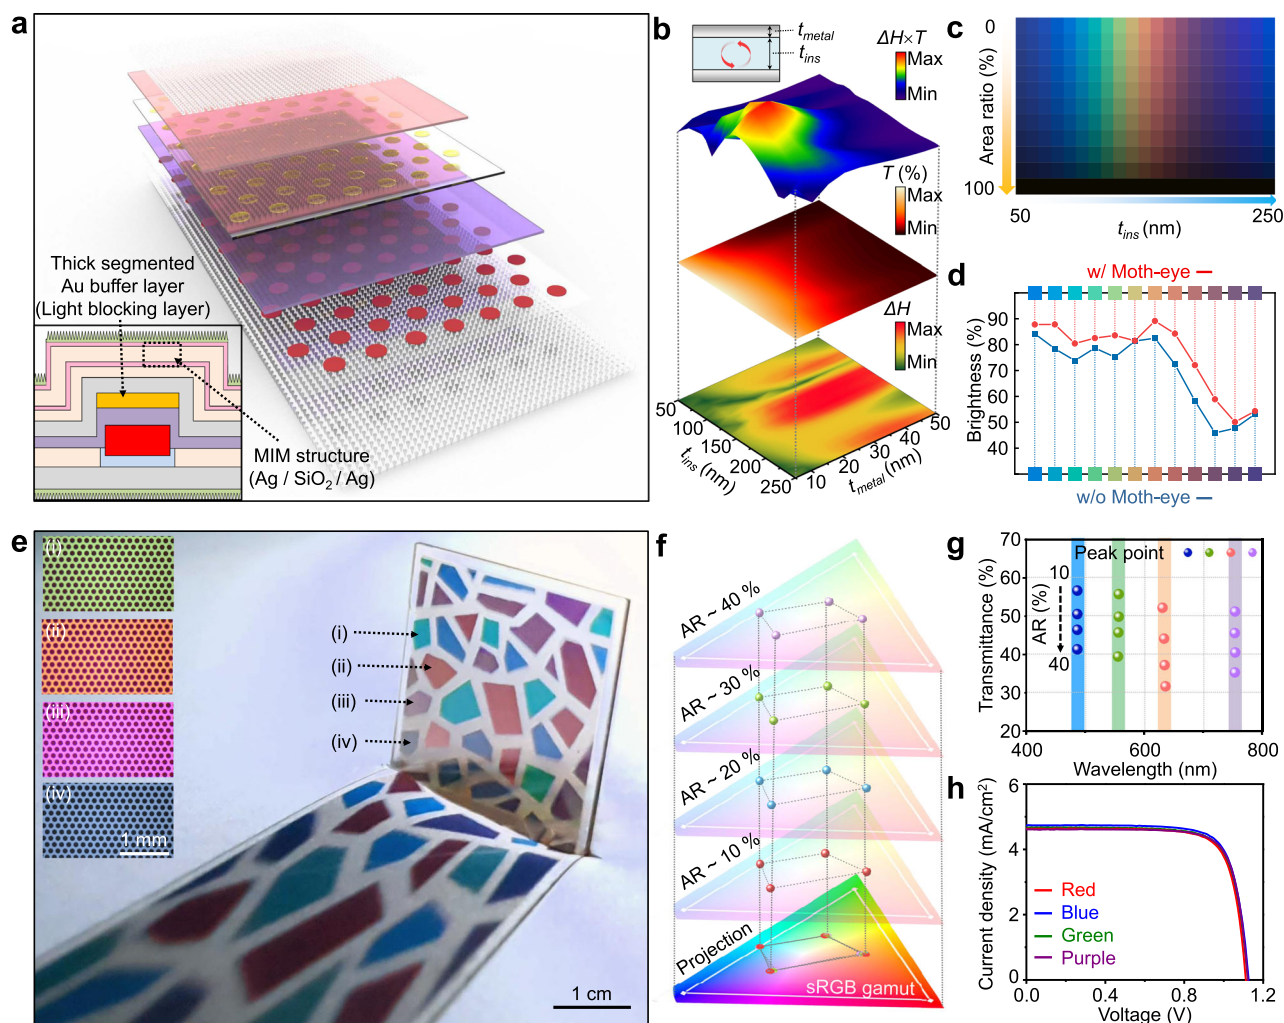 a
Thick segmented
Au buffer layer
(Light blocking layer)
MIM structure
(Ag / SiO2 / Ag)
b
tmetal
tins
ΔH×T
Max
Min
T (%)
Max
Min
ΔH
Max
Min
50
100
150
200
250
tins (nm)
10
20
30
40
50
tmetal (nm)
c
0
Area ratio (%)
100
50
250
tins (nm)
d
w/ Moth-eye
90
80
70
60
50
40
Brightness (%)
w/o Moth-eye
e
(i)
(ii)
(iii)
(iv)
1 mm
(i)
(ii)
(iii)
(iv)
1 cm
f
AR ~ 40 %
AR ~ 30 %
AR ~ 20 %
AR ~ 10 %
Projection
sRGB gamut
g
70
60
50
40
30
20
Transmittance (%)
Peak point
10
AR (%)
40
400
500
600
700
800
Wavelength (nm)
h
6
4
2
0
Current density (mA/cm2)
Red
Blue
Green
Purple
0.0
0.4
0.8
1.2
Voltage (V)